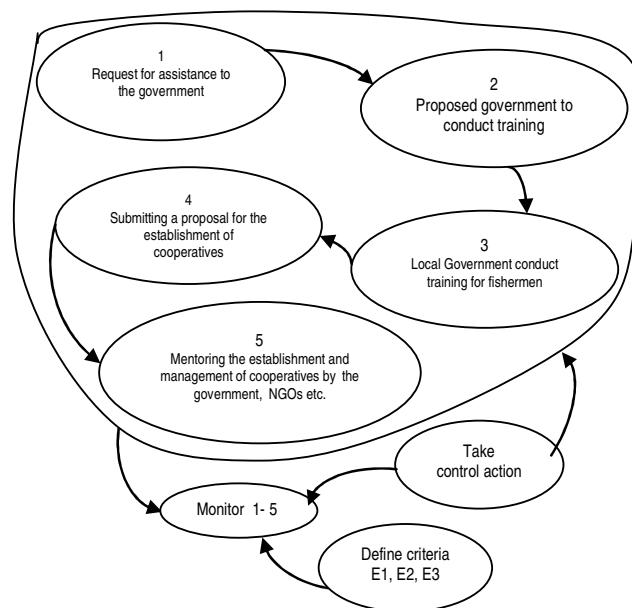 1
Request for assistance to
the government
2
Proposed government to
conduct training
4
Submitting a proposal for the
establishment of
cooperatives
3
Local Government conduct
training for fishermen
5
Mentoring the establishment and
management of cooperatives by the
government, NGOs etc.
Take
control action
Monitor 1- 5
Define criteria
E1, E2, E3